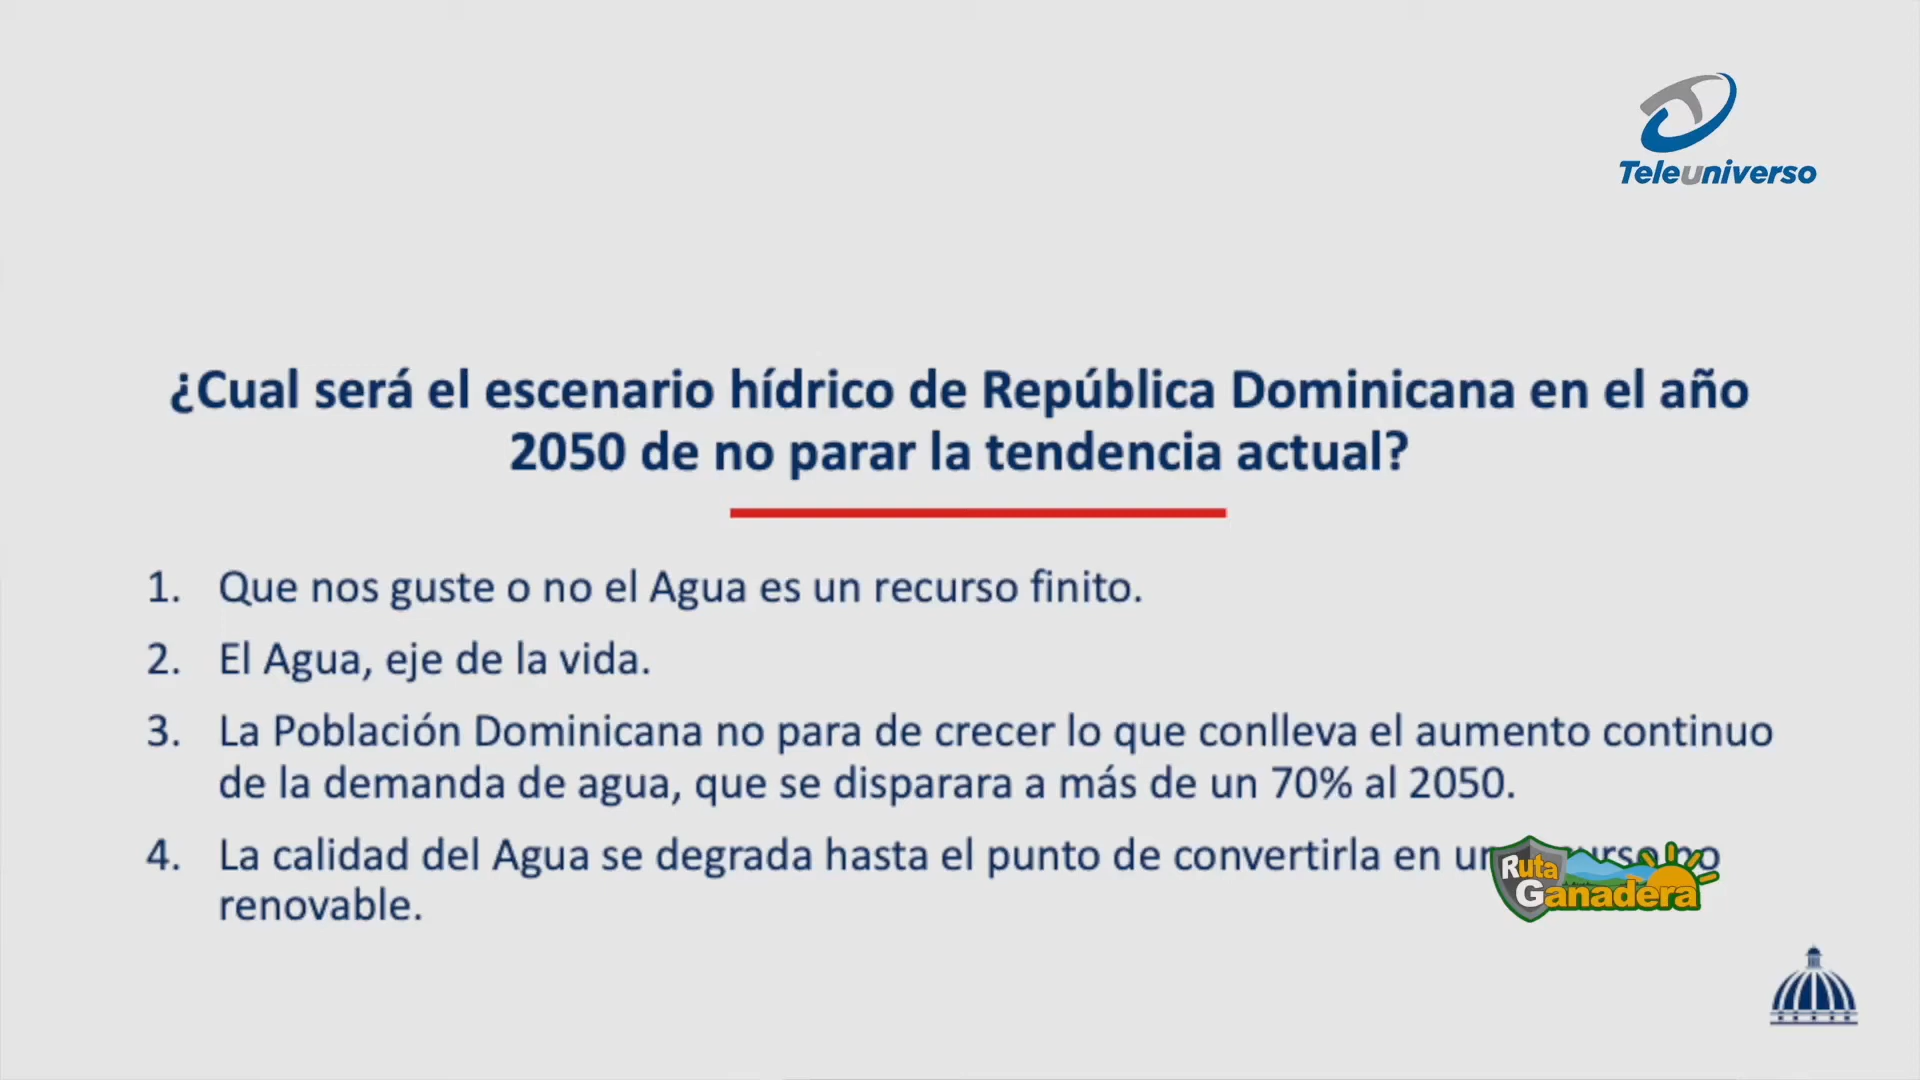 Teleuniverso
¿Cual será el escenario hídrico de República Dominicana en el año
2050 de no parar la tendencia actual?
1. Que nos guste o no el Agua es un recurso finito.
2. El Agua, eje de la vida.
3. La Población Dominicana no para de crecer lo que conlleva el aumento continuo
de la demanda de agua, que se disparara a más de un 70% al 2050.
4. La calidad del Agua se degrada hasta el punto de convertirla en
renovable.
Ruta
Ganadera